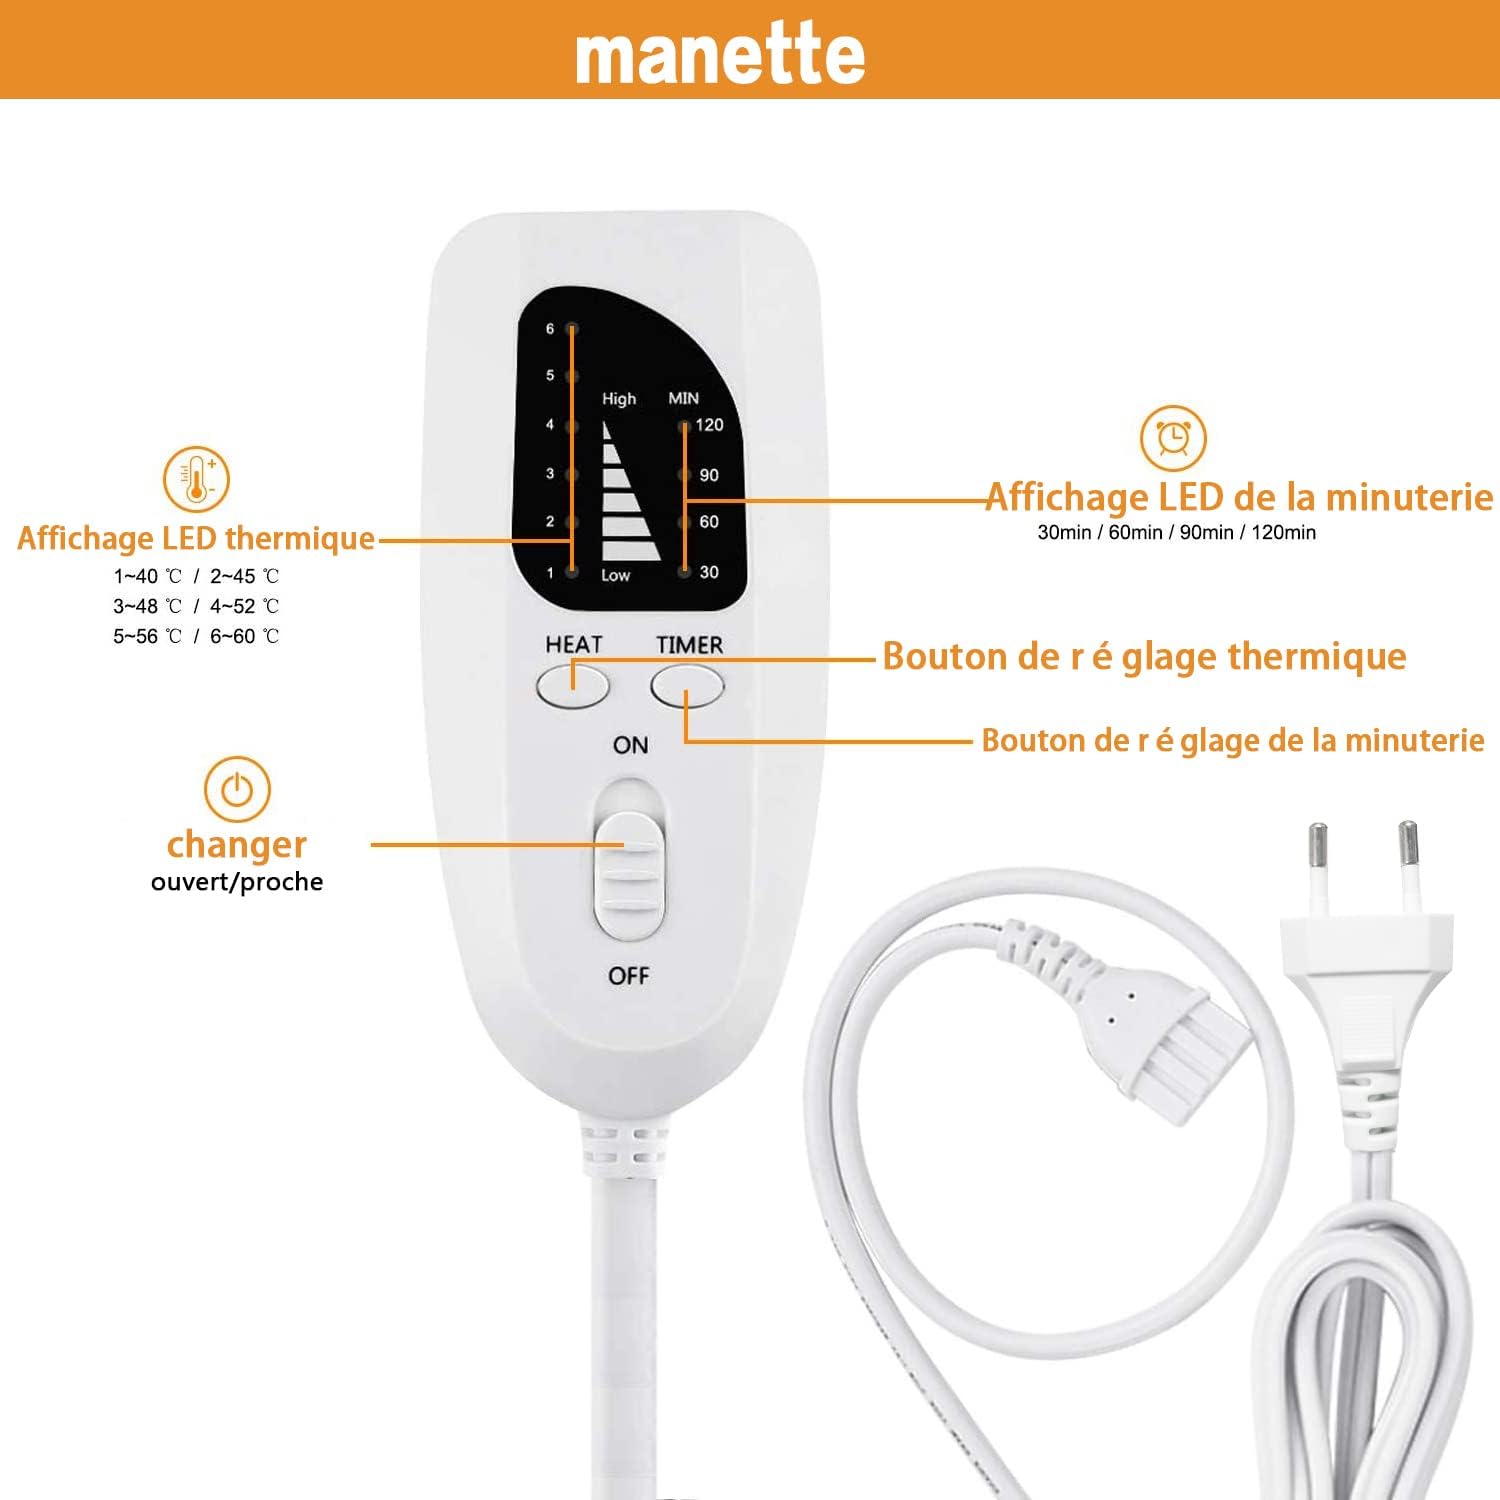 manette
6
5
High MIN
4 120
3 90
2 60
1 Low 30
Affichage LED thermique
1~40 ℃ / 2~45 ℃
3~48 ℃ / 4~52 ℃
5~56 ℃ / 6~60 ℃
Affichage LED de la minuterie
30min / 60min / 90min / 120min
HEAT TIMER
Bouton de r é glage thermique
Bouton de r é glage de la minuterie
ON
changer
ouvert/proche
OFF